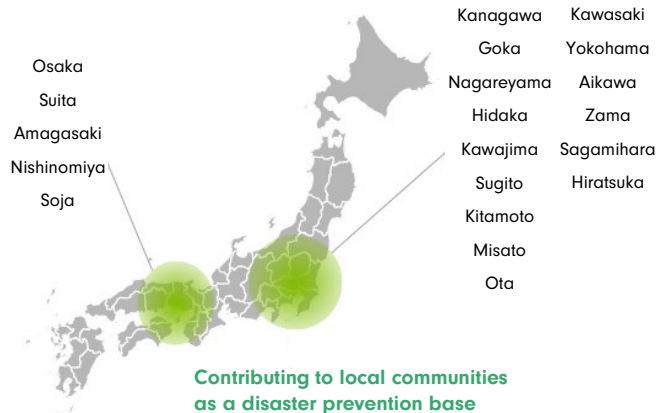 Osaka
Suita
Amagasaki
Nishinomiya
Soja
Kanagawa
Goka
Nagareyama
Hidaka
Kawajima
Sugito
Kitamoto
Misato
Ota
Kawasaki
Yokohama
Aikawa
Zama
Sagamihara
Hiratsuka
Contributing to local communities
as a disaster prevention base